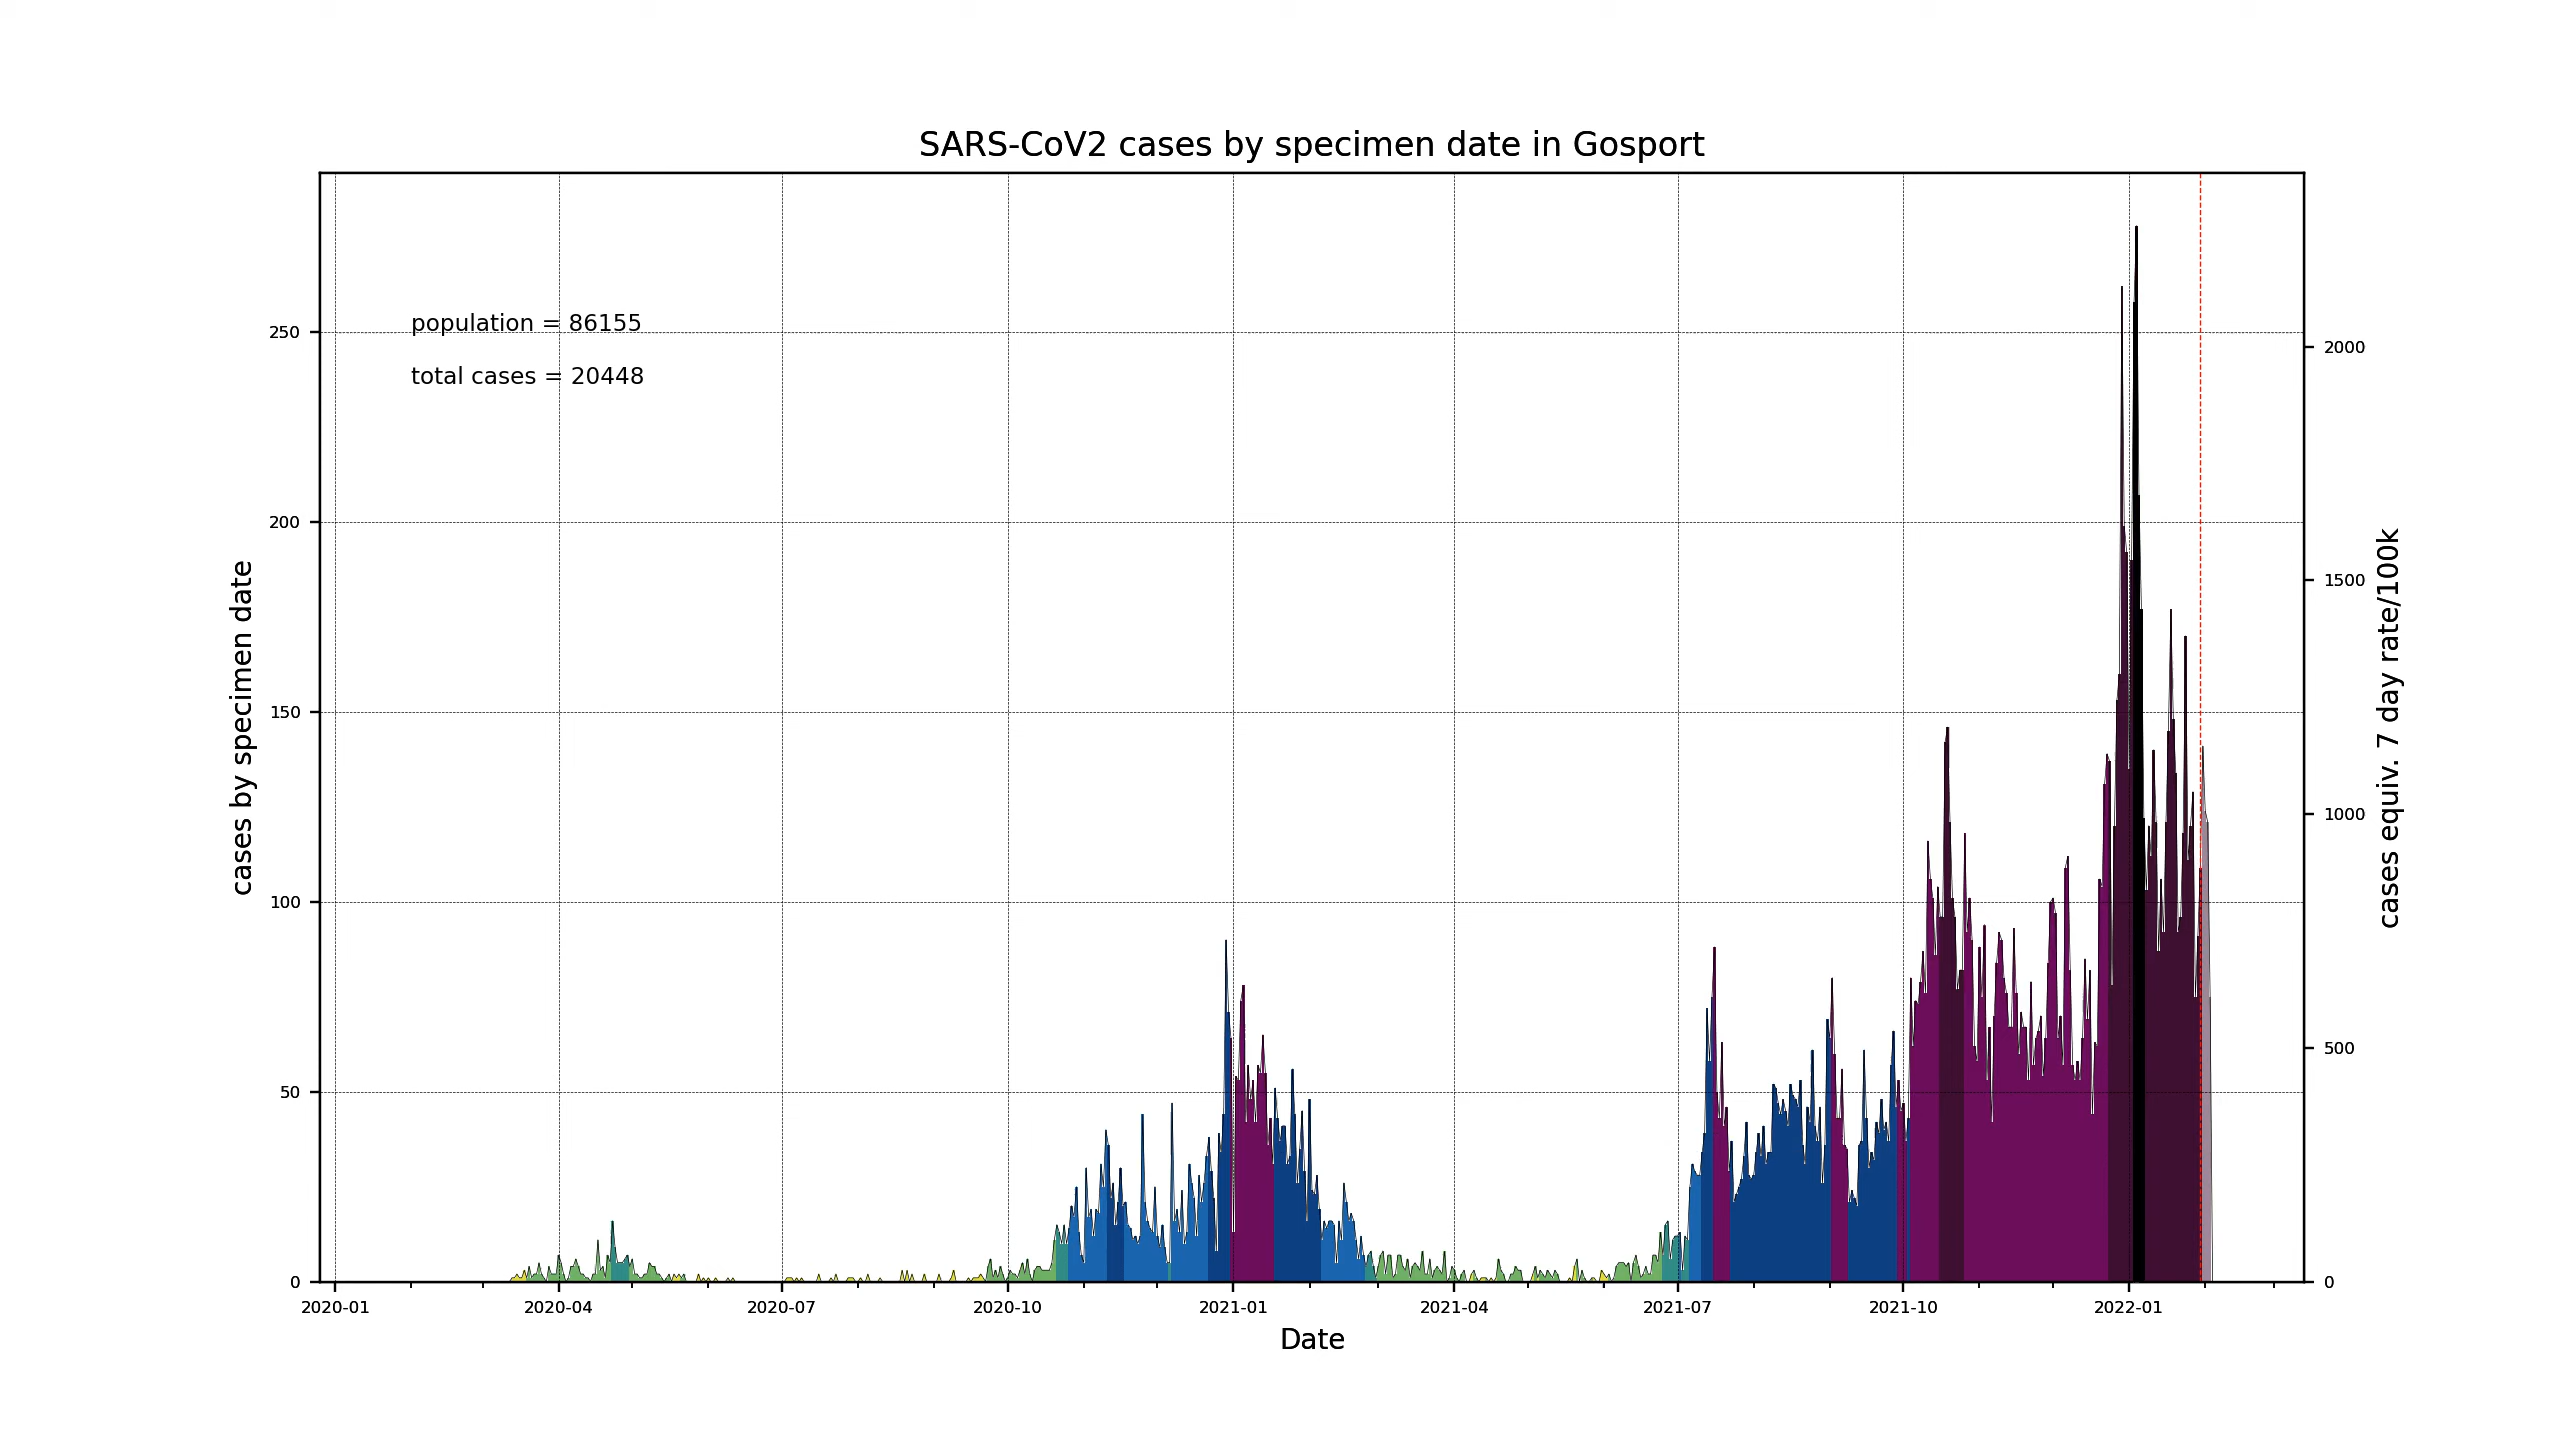 SARS-CoV2 cases by specimen date in Gosport
population = 86155
total cases = 20448
cases by specimen date
250
200
150
100
50
0
2000
1500
1000
500
0
cases equiv. 7 day rate/100k
2020-01 2020-04 2020-07 2020-10 2021-01 2021-04 2021-07 2021-10 2022-01
Date